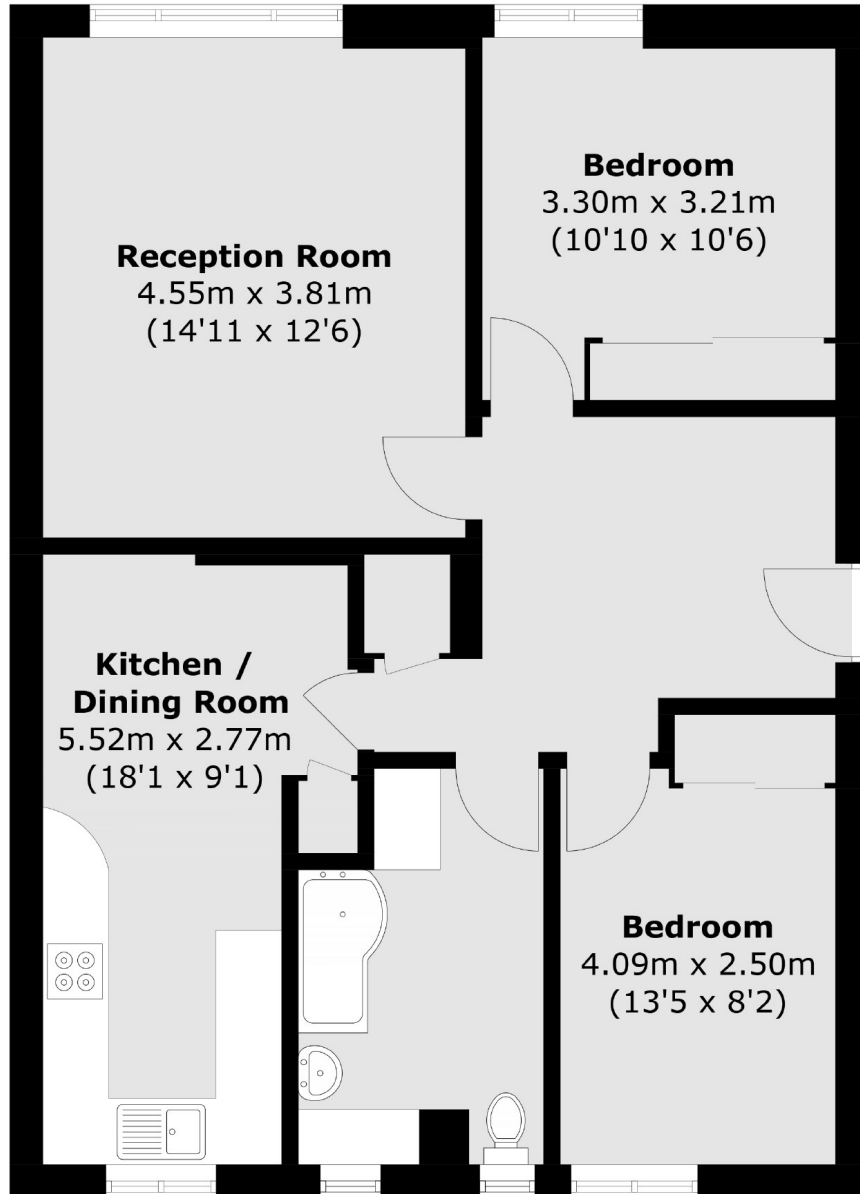 Reception Room
4.55m x 3.81m
(14'11 x 12'6)
Bedroom
3.30m x 3.21m
(10'10 x 10'6)
Kitchen /
Dining Room
5.52m x 2.77m
(18'1 x 9'1)
Bedroom
4.09m x 2.50m
(13'5 x 8'2)